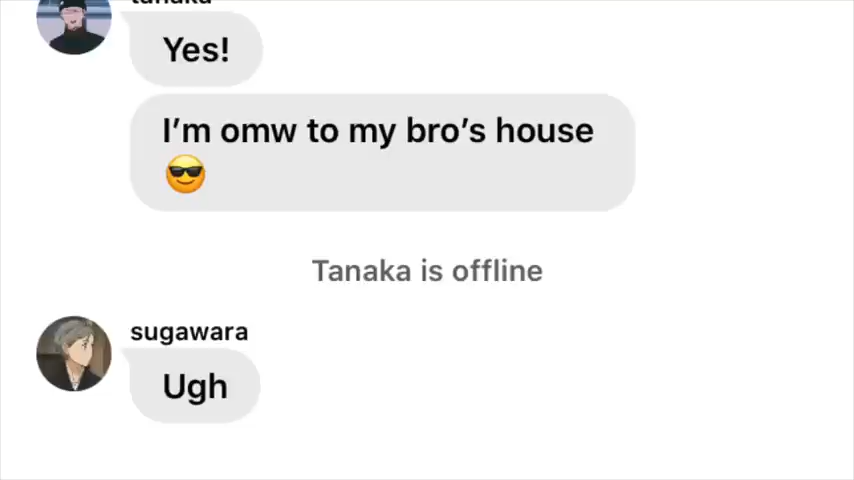 tanaka
Yes!
I'm omw to my bro's house
😎
Tanaka is offline
sugawara
Ugh